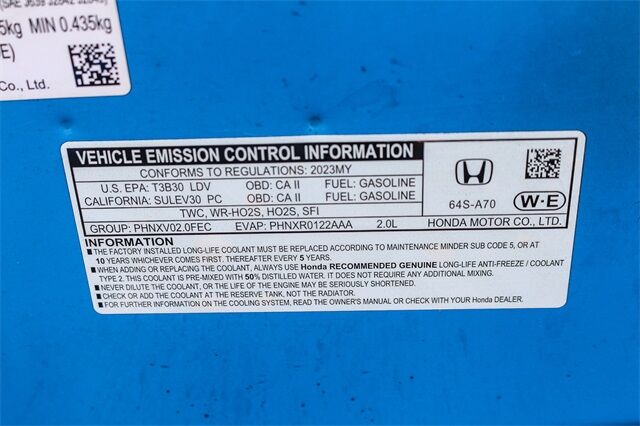 5kg MIN 0.435kg
E)
Co., Ltd.
VEHICLE EMISSION CONTROL INFORMATION
CONFORMS TO REGULATIONS: 2023MY
U.S. EPA: T3B30 LDV OBD: CA II FUEL: GASOLINE
CALIFORNIA: SULEV30 PC OBD: CA II FUEL: GASOLINE
TWC, WR-HO2S, HO2S, SFI
GROUP: PHNXV02.0FEC EVAP: PHNXR0122AAA 2.0L
64S-A70
W-E
HONDA MOTOR CO., LTD.
INFORMATION
■THE FACTORY INSTALLED LONG-LIFE COOLANT MUST BE REPLACED ACCORDING TO MAINTENANCE MINDER SUB CODE 5, OR AT
10 YEARS WHICHEVER COMES FIRST. THEREAFTER EVERY 5 YEARS.
■WHEN ADDING OR REPLACING THE COOLANT, ALWAYS USE Honda RECOMMENDED GENUINE LONG-LIFE ANTI-FREEZE / COOLANT
TYPE 2. THIS COOLANT IS PRE-MIXED WITH 50% DISTILLED WATER. IT DOES NOT REQUIRE ANY ADDITIONAL MIXING.
■NEVER DILUTE THE COOLANT, OR THE LIFE OF THE ENGINE MAY BE SERIOUSLY SHORTENED.
■CHECK OR ADD THE COOLANT AT THE RESERVE TANK, NOT THE RADIATOR.
■FOR FURTHER INFORMATION ON THE COOLING SYSTEM, READ THE OWNER'S MANUAL OR CHECK WITH YOUR Honda DEALER.